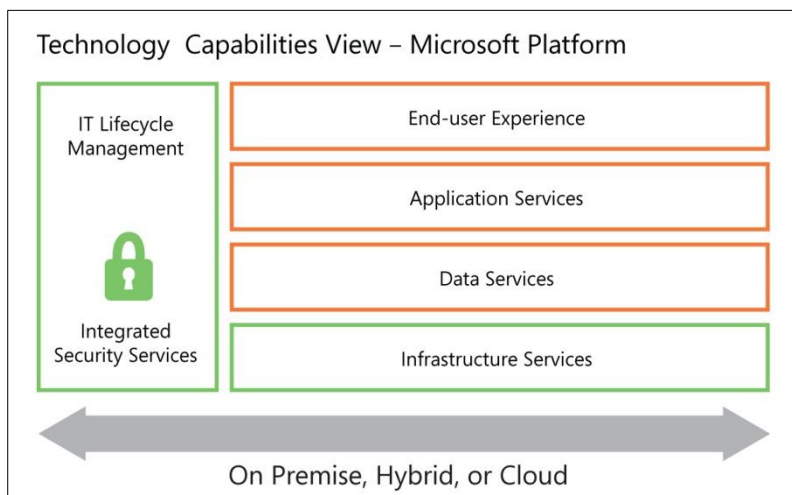 Technology Capabilities View – Microsoft Platform
IT Lifecycle
Management
Integrated
Security Services
End-user Experience
Application Services
Data Services
Infrastructure Services
On Premise, Hybrid, or Cloud